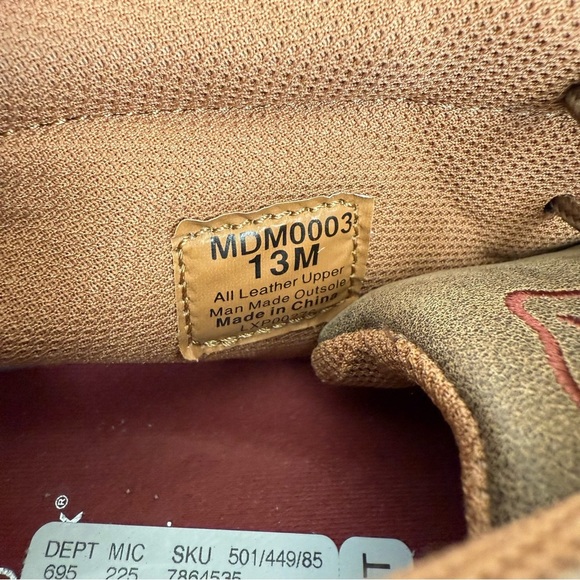 MDM0003
13M
All Leather Upper
Man Made Outsole
Made in China
®
DEPT MIC SKU 501/449/85
695 225 7864535